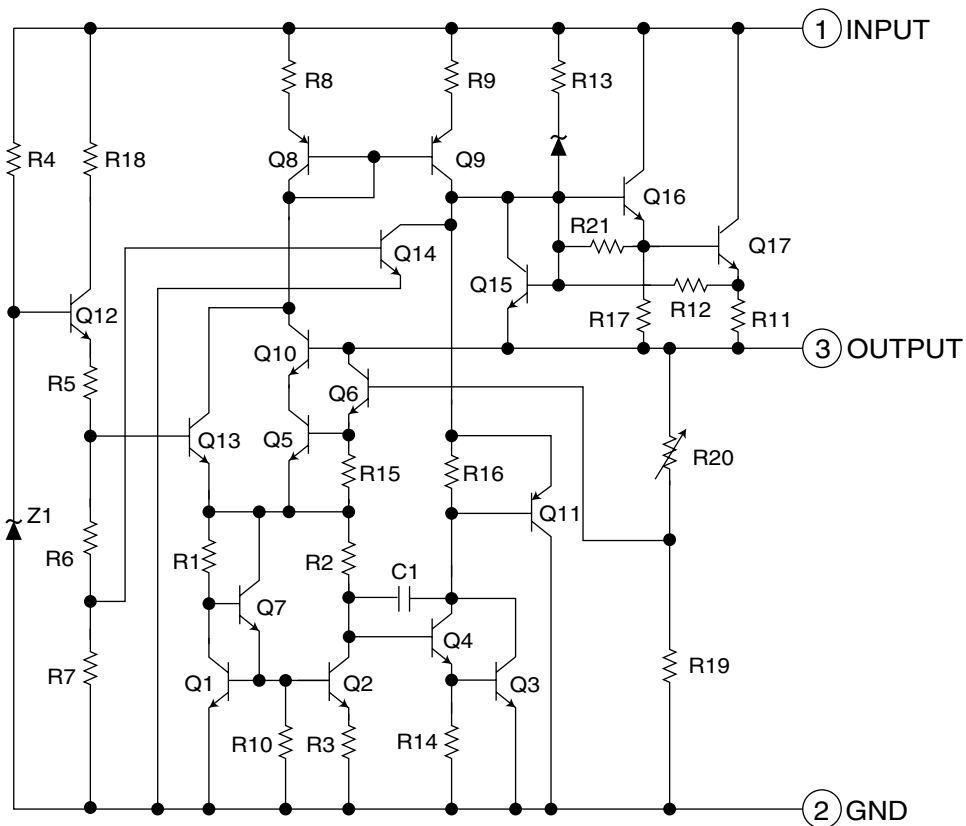 1 INPUT
R8
R9
R13
R4
R18
Q8
Q9
Q16
R21
Q17
Q14
Q15
Q12
R12
R17
R11
3 OUTPUT
Q10
Q6
R5
Q13
Q5
R20
R15
R16
Z1
Q11
R6
R1
R2
C1
Q7
Q4
R7
Q1
Q2
Q3
R19
R10
R3
R14
2 GND